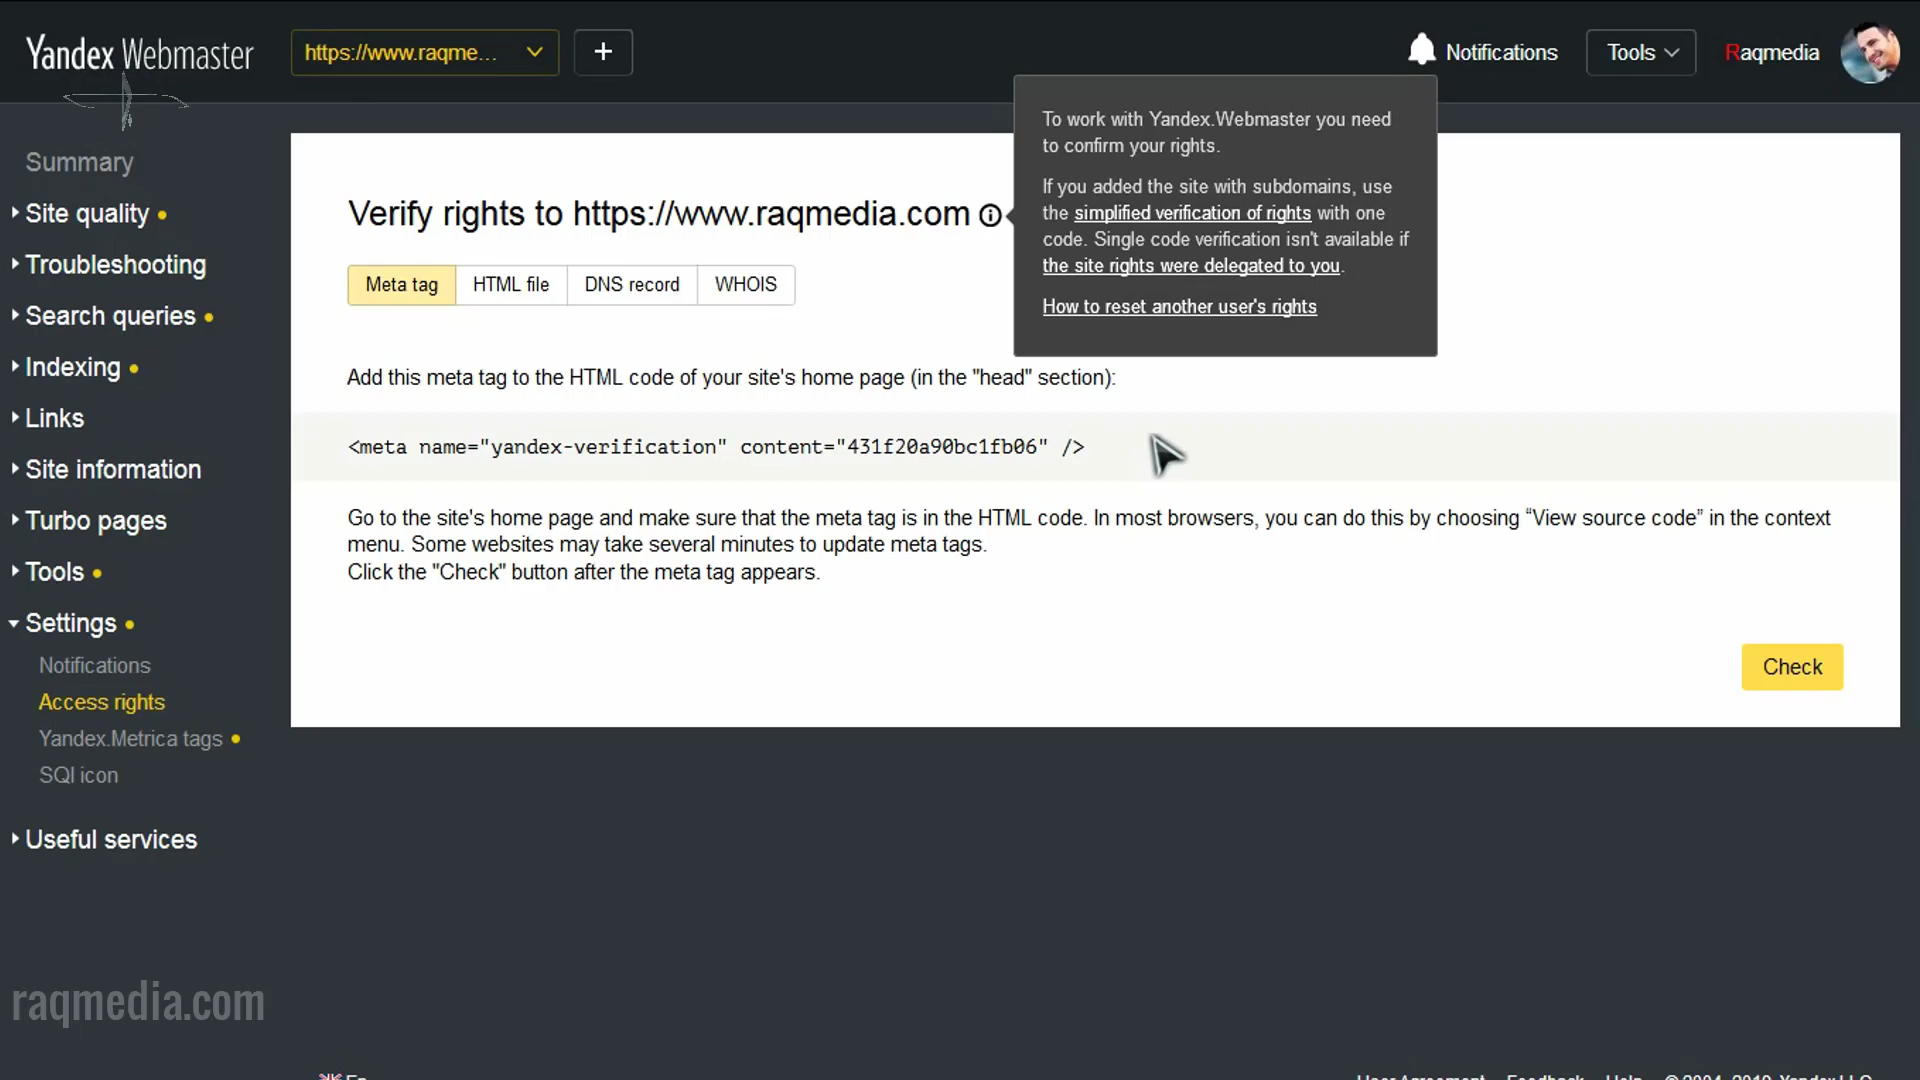 Yandex Webmaster
https://www.raqme...
+
Notifications
Tools
Raqmedia
Summary
Site quality
Troubleshooting
Search queries
Indexing
Links
Site information
Turbo pages
Tools
Settings
Notifications
Access rights
Yandex.Metrica tags
SQI icon
Useful services
Verify rights to https://www.raqmedia.com
To work with Yandex.Webmaster you need
to confirm your rights.
If you added the site with subdomains, use
the simplified verification of rights with one
code. Single code verification isn't available if
the site rights were delegated to you.
How to reset another user's rights
Meta tag
HTML file
DNS record
WHOIS
Add this meta tag to the HTML code of your site's home page (in the "head" section):
<meta name="yandex-verification" content="431f20a90bc1fb06" />
Go to the site's home page and make sure that the meta tag is in the HTML code. In most browsers, you can do this by choosing “View source code” in the context
menu. Some websites may take several minutes to update meta tags.
Click the "Check" button after the meta tag appears.
Check
raqmedia.com
En
User Agreement
Feedback
Help
© 2004–2019 Yandex LLC